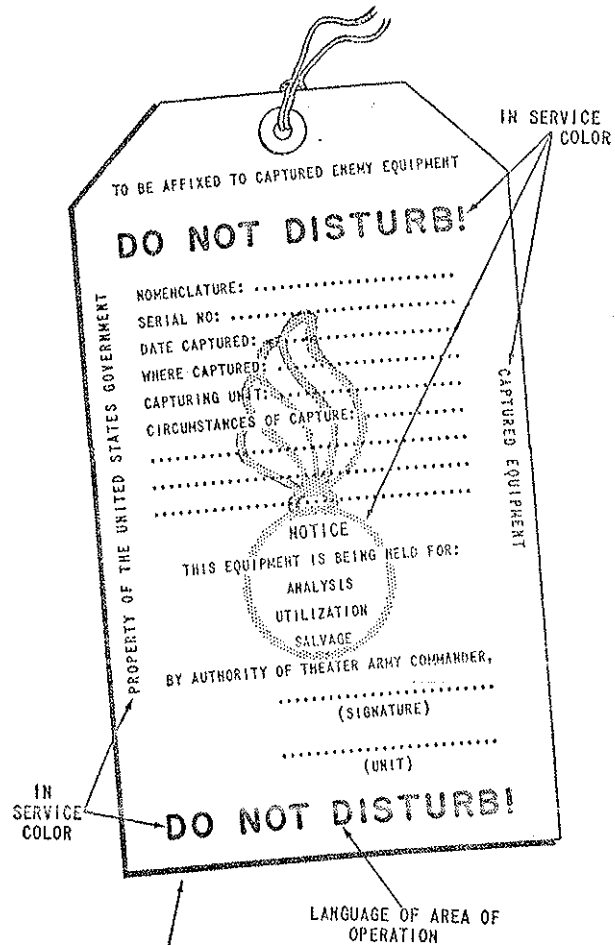 IN SERVICE
COLOR
TO BE AFFIXED TO CAPTURED ENEMY EQUIPMENT
DO NOT DISTURB!
NOMENCLATURE: ....................
SERIAL NO: ....................
DATE CAPTURED: ....................
WHERE CAPTURED: ....................
CAPTURING UNIT: ....................
CIRCUMSTANCES OF CAPTURE: ..........
PROPERTY OF THE UNITED STATES GOVERNMENT
CAPTURED EQUIPMENT
NOTICE
THIS EQUIPMENT IS BEING HELD FOR:
ANALYSIS
UTILIZATION
SALVAGE
BY AUTHORITY OF THEATER ARMY COMMANDER,
(SIGNATURE)
(UNIT)
IN
SERVICE
COLOR
DO NOT DISTURB!
LANGUAGE OF AREA OF
OPERATION